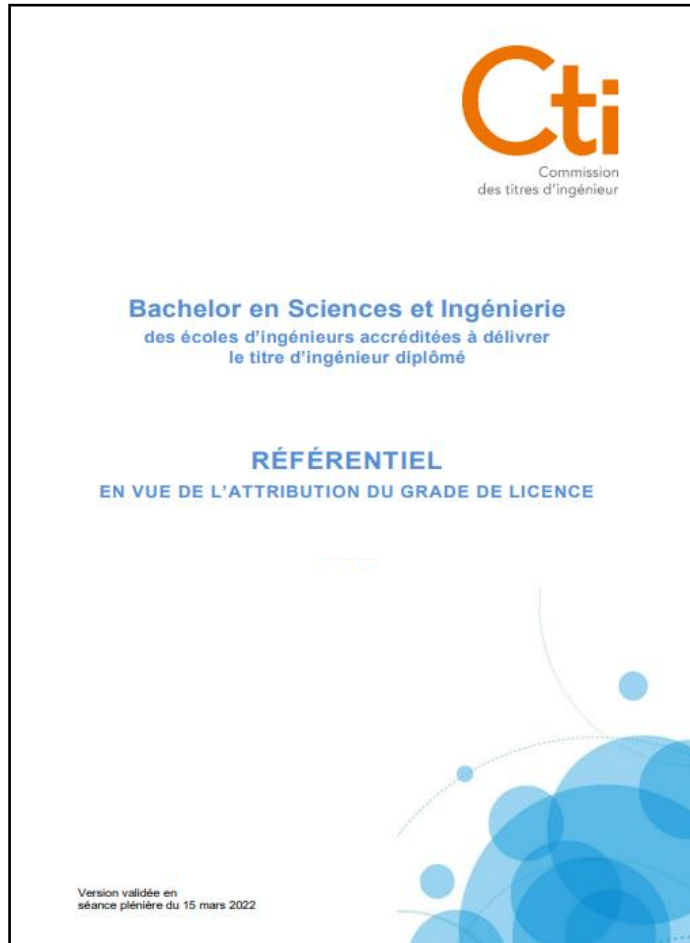 Cti
Commission
des titres d'ingénieur
Bachelor en Sciences et Ingénierie
des écoles d'ingénieurs accréditées à délivrer
le titre d'ingénieur diplômé
RÉFÉRENTIEL
EN VUE DE L'ATTRIBUTION DU GRADE DE LICENCE
Version validée en
séance plénière du 15 mars 2022